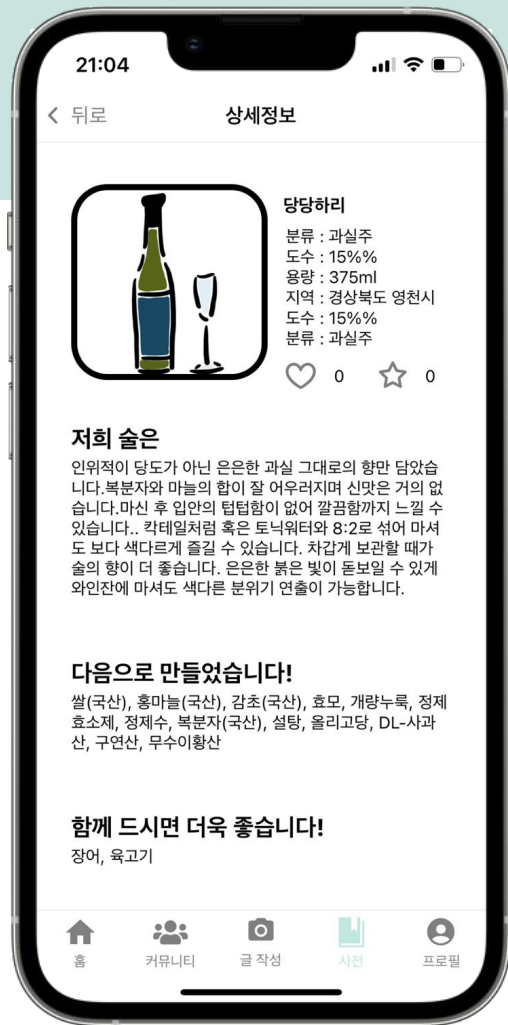 21:04
뒤로
상세정보
당당하리
분류 : 과실주
도수 : 15%%
용량 : 375ml
지역 : 경상북도 영천시
도수 : 15%%
분류 : 과실주
0 0
저희 술은
인위적이 당도가 아닌 은은한 과실 그대로의 향만 담았습
니다.복분자와 마늘의 합이 잘 어우러지며 신맛은 거의 없
습니다.마신 후 입안의 텁텁함이 없어 깔끔함까지 느낄 수
있습니다.. 칵테일처럼 혹은 토닉워터와 8:2로 섞어 마셔
도 보다 색다르게 즐길 수 있습니다. 차갑게 보관할 때가
술의 향이 더 좋습니다. 은은한 붉은 빛이 돋보일 수 있게
와인잔에 마셔도 색다른 분위기 연출이 가능합니다.
다음으로 만들었습니다!
쌀(국산), 홍마늘(국산), 감초(국산), 효모, 개량누룩, 정제
효소제, 정제수, 복분자(국산), 설탕, 올리고당, DL-사과
산, 구연산, 무수이황산
함께 드시면 더욱 좋습니다!
장어, 육고기
홈 커뮤니티 글 작성 사전 프로필